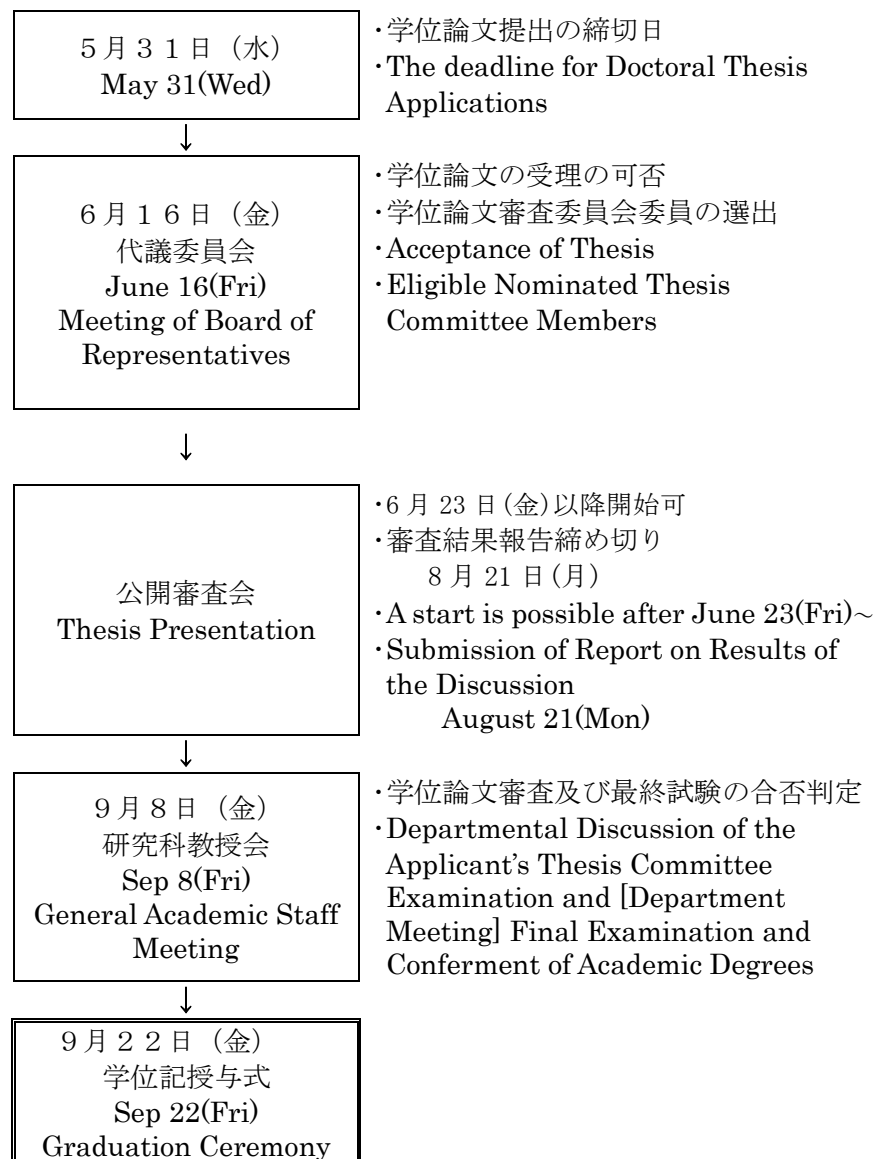 5月31日（水）
May 31(Wed)
・学位論文提出の締切日
・The deadline for Doctoral Thesis
Applications
↓
6月16日（金）
代議委員会
June 16(Fri)
Meeting of Board of
Representatives
・学位論文の受理の可否
・学位論文審査委員会委員の選出
・Acceptance of Thesis
・Eligible Nominated Thesis
Committee Members
↓
公開審査会
Thesis Presentation
・6月23日(金)以降開始可
・審査結果報告締め切り
8月21日(月)
・A start is possible after June 23(Fri)~
・Submission of Report on Results of
the Discussion
August 21(Mon)
↓
9月8日（金）
研究科教授会
Sep 8(Fri)
General Academic Staff
Meeting
・学位論文審査及び最終試験の合否判定
・Departmental Discussion of the
Applicant's Thesis Committee
Examination and [Department
Meeting] Final Examination and
Conferment of Academic Degrees
↓
9月22日（金）
学位記授与式
Sep 22(Fri)
Graduation Ceremony